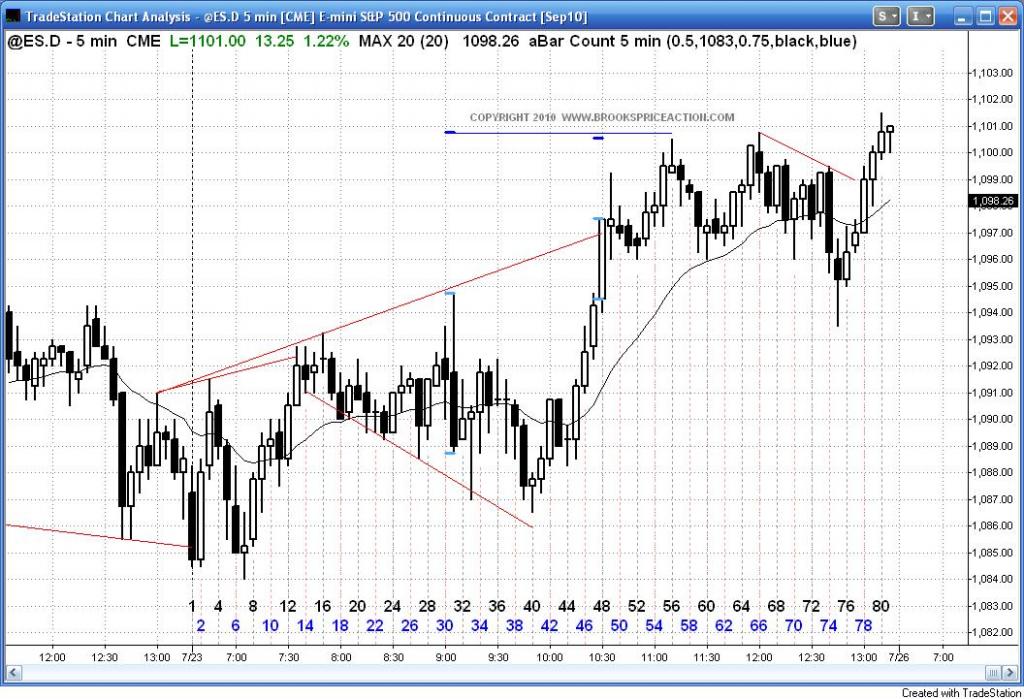 TradeStation Chart Analysis - @ES.D 5 min [CME] E-mini S&P 500 Continuous Contract [Sep10]
S I
@ES.D - 5 min CME L=1101.00 13.25 1.22% MAX 20 (20) 1098.26 aBar Count 5 min (0.5,1083,0.75,black,blue)
COPYRIGHT 2010 WWW.BROOKSPRICEACTION.COM
1,103.00
1,102.00
1,101.00
1,100.00
1,099.00
1,098.26
1,097.00
1,096.00
1,095.00
1,094.00
1,093.00
1,092.00
1,091.00
1,090.00
1,089.00
1,088.00
1,087.00
1,086.00
1,085.00
1,084.00
1,083.00
1,082.00
1 4 8 12 16 20 24 28 32 36 40 44 48 52 56 60 64 68 72 76 80
2 6 10 14 18 22 26 30 34 38 42 46 50 54 58 62 66 70 74 78
12:00 12:30 13:00 7/23 7:00 7:30 8:00 8:30 9:00 9:30 10:00 10:30 11:00 11:30 12:00 12:30 13:00 7/26 7:00
Created with TradeStation